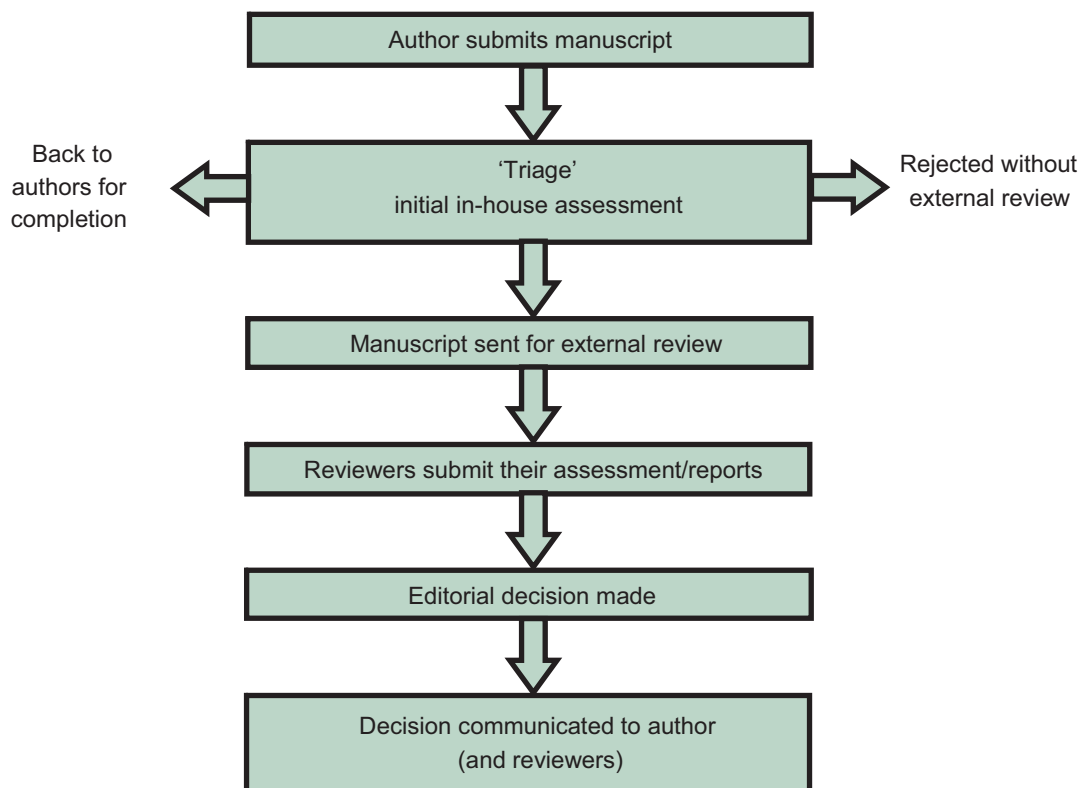 Author submits manuscript
‘Triage’
initial in-house assessment
Back to
authors for
completion
Rejected without
external review
Manuscript sent for external review
Reviewers submit their assessment/reports
Editorial decision made
Decision communicated to author
(and reviewers)